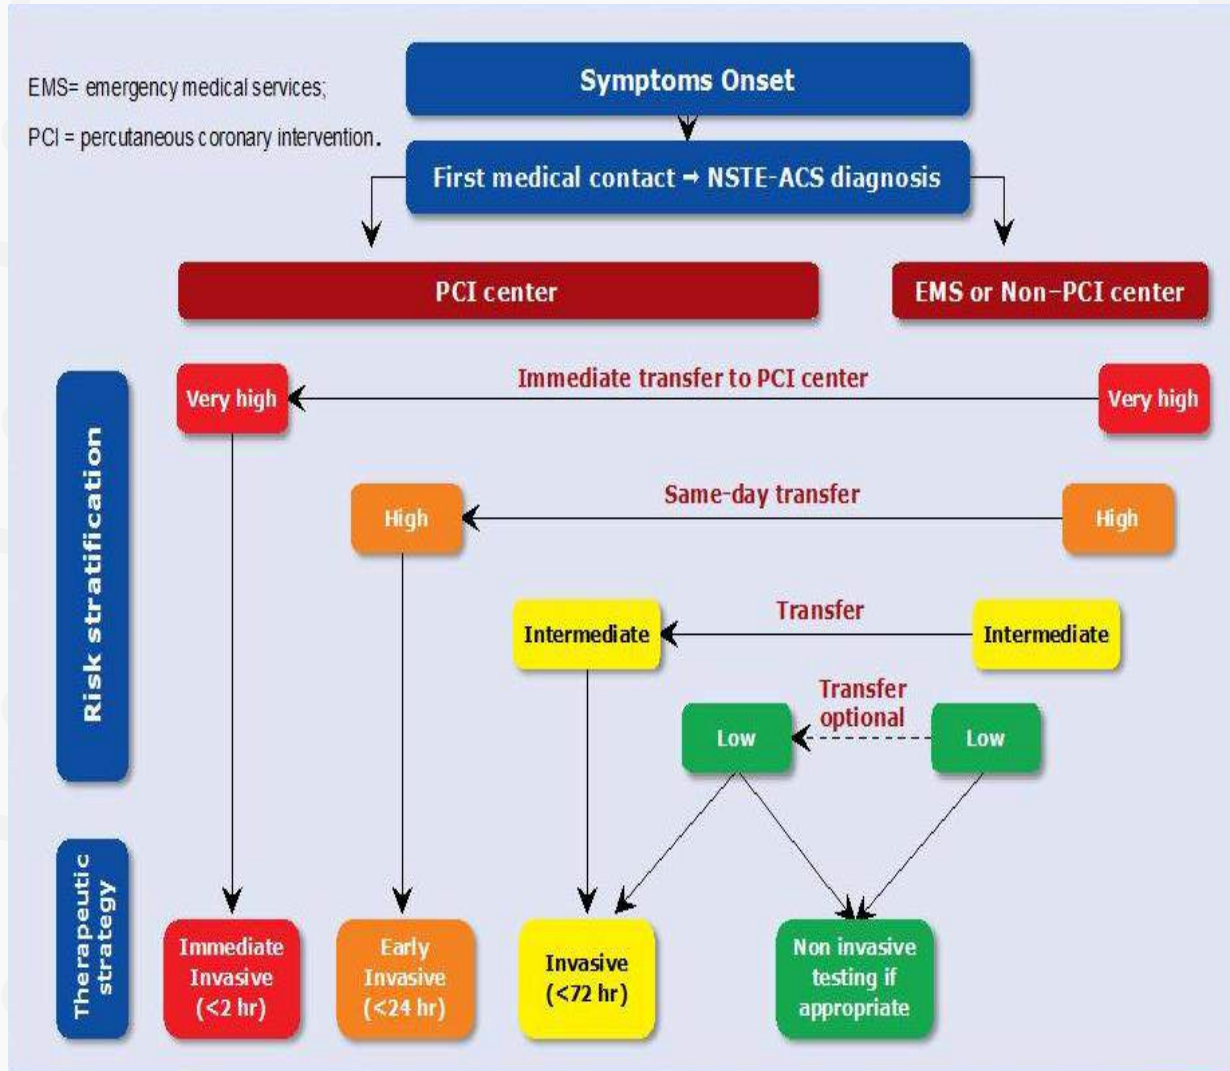 EMS= emergency medical services;
PCI = percutaneous coronary intervention.
Symptoms Onset
First medical contact → NSTE-ACS diagnosis
PCI center
EMS or Non–PCI center
Risk stratification
Very high
Immediate transfer to PCI center
Very high
High
Same-day transfer
High
Intermediate
Transfer
Intermediate
Low
Transfer
optional
Low
Therapeutic
strategy
Immediate
Invasive
(<2 hr)
Early
Invasive
(<24 hr)
Invasive
(<72 hr)
Non invasive
testing if
appropriate